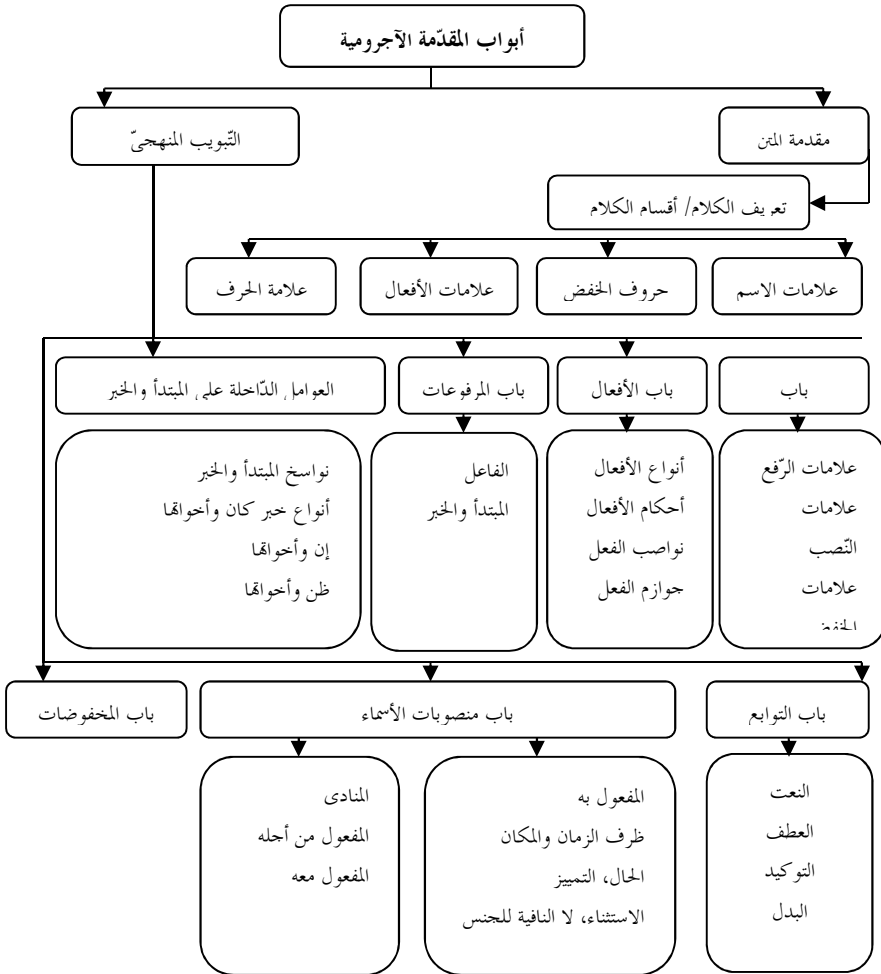 أبواب المقدّمة الآجرومية
مقدمة المتن
التّبويب المنهجيّ
تعريف الكلام/ أقسام الكلام
علامات الاسم
حروف الخفض
علامات الأفعال
علامة الحرف
باب
باب الأفعال
باب المرفوعات
العوامل الدّاخلة على المبتدأ والخبر
علامات الرّفع
علامات
النّصب
علامات
الخفض
أنواع الأفعال
أحكام الأفعال
نواصب الفعل
جوازم الفعل
الفاعل
المبتدأ والخبر
نواسخ المبتدأ والخبر
أنواع خبر كان وأخواتها
إن وأخواتها
ظن وأخواتها
باب التوابع
باب منصوبات الأسماء
باب المخفوضات
النعت
العطف
التوكيد
البدل
المفعول به
ظرف الزمان والمكان
الحال، التمييز
الاستثناء، لا النافية للجنس
المنادى
المفعول من أجله
المفعول معه